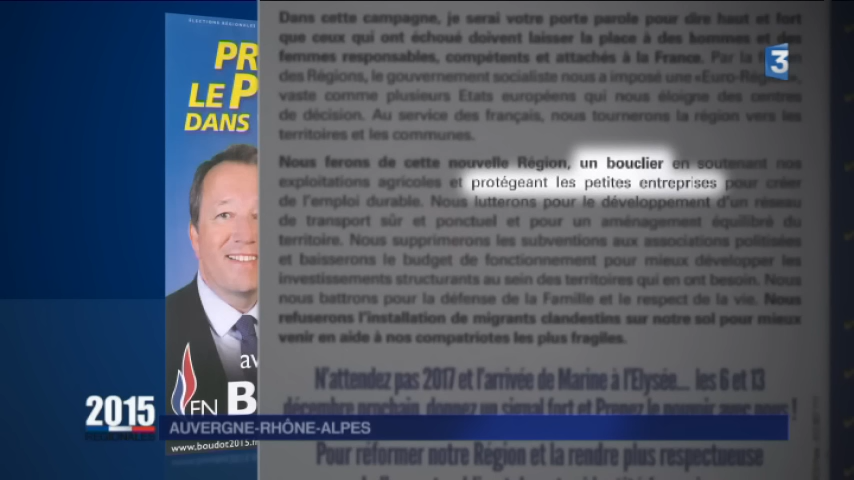 ÉLECTIONS RÉGIONALES
PR
LE P
DANS
Dans cette campagne, je serai votre porte parole pour dire haut et fort
que ceux qui ont échoué doivent laisser la place à des hommes et des
femmes responsables, compétents et attachés à la France. Par la
des Régions, le gouvernement socialiste nous a imposé une «Euro-Région»,
vaste comme plusieurs Etats européens qui nous éloigne des centres
de décision. Au service des français, nous tournerons la région vers les
territoires et les communes.
3
Nous ferons de cette nouvelle Région, un bouclier en soutenant nos
exploitations agricoles et protégeant les petites entreprises pour créer
de l'emploi durable. Nous lutterons pour le développement d'un réseau
de transport sûr et ponctuel et pour un aménagement équilibré du
territoire. Nous supprimerons les subventions aux associations politisées
et baisserons le budget de fonctionnement pour mieux développer les
investissements structurants au sein des territoires qui en ont besoin. Nous
nous battrons pour la défense de la Famille et le respect de la vie. Nous
refuserons l'installation de migrants clandestins sur notre sol pour mieux
venir en aide à nos compatriotes les plus fragiles.
N'attendez pas 2017 et l'arrivée de Marine à l'Elysée... les 6 et 13
décembre prochain, donnez un signal fort et Prenez le pouvoir avec nous !
Pour réformer notre Région et la rendre plus respectueuse
av
FN
B
www.boudot2015.f
2015
RÉGIONALES
AUVERGNE-RHÔNE-ALPES